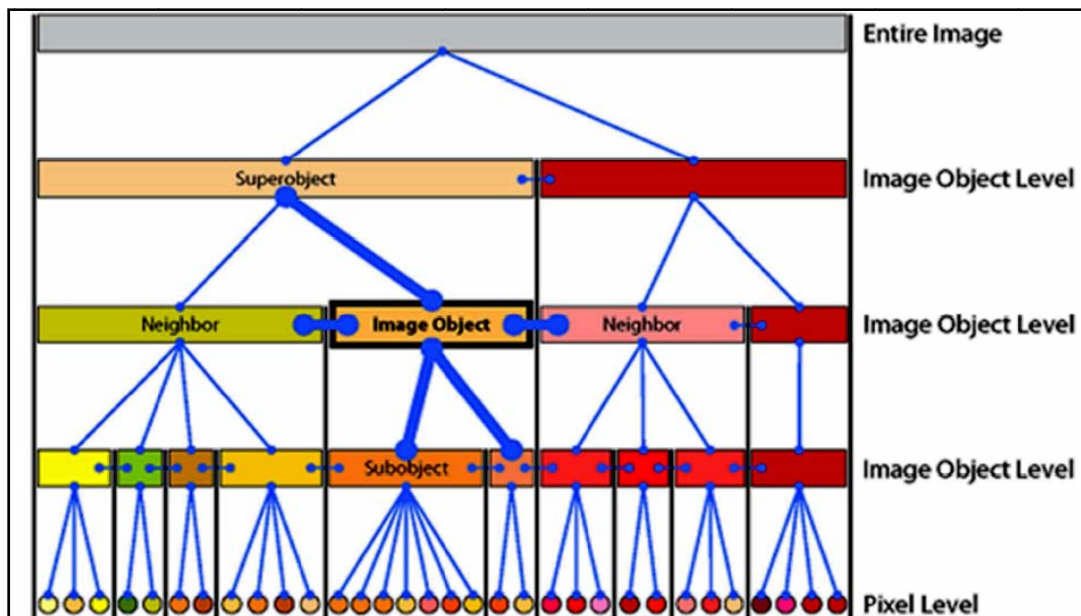 Entire Image
Superobject
Image Object Level
Neighbor
Image Object
Neighbor
Image Object Level
Subobject
Image Object Level
Pixel Level